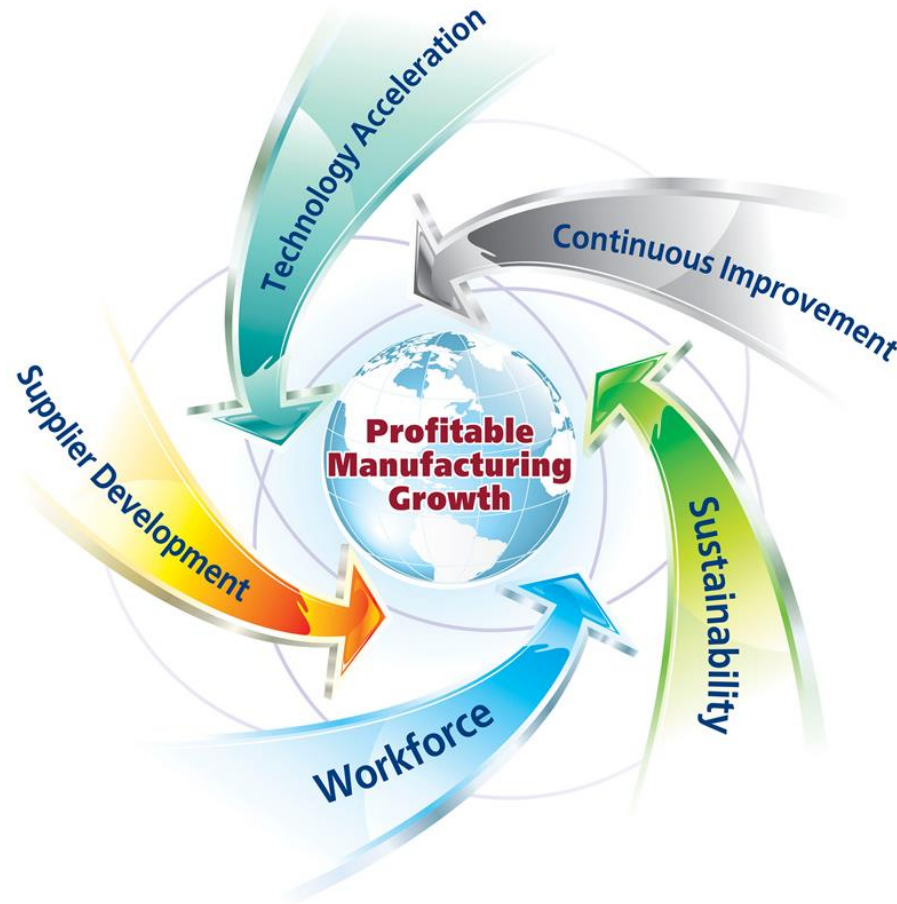 Technology Acceleration
Continuous Improvement
Supplier Development
Profitable
Manufacturing
Growth
Sustainability
Workforce